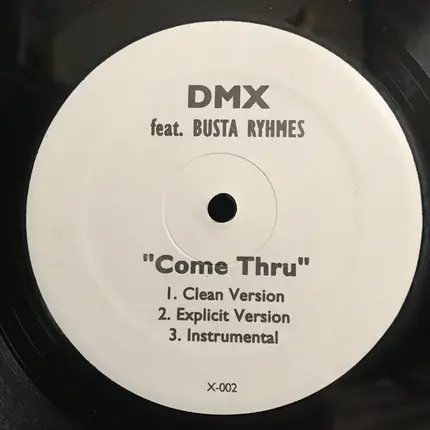 DMX
feat. BUSTA RYHMES
"Come Thru"
1. Clean Version
2. Explicit Version
3. Instrumental
X-002